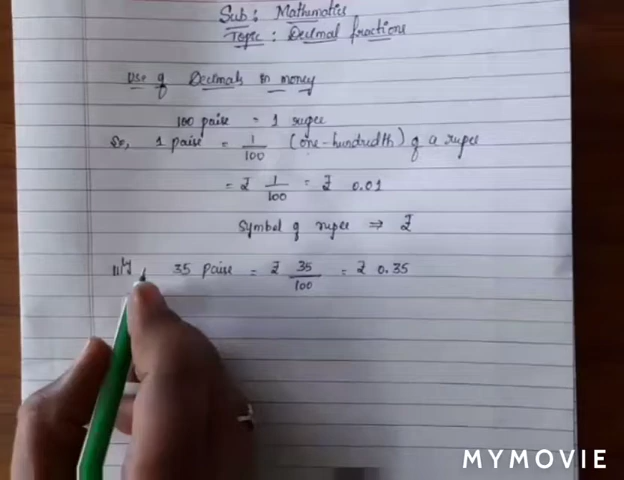 Sub: Mathematics
Topic: Decimal fractions
Use of Decimals in money
100 paise = 1 rupee
So, 1 paise = 1/100 (one-hundredth) of a rupee
= ₹ 1/100 = ₹ 0.01
Symbol of rupee ⇒ ₹
lllly, 35 paise = ₹ 35/100 = ₹ 0.35
MYMOVIE